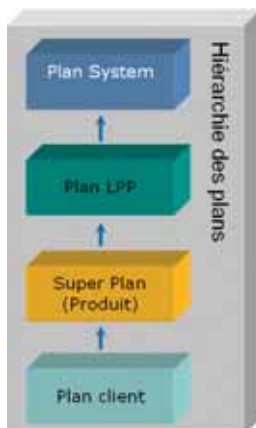 Hiérarchie des plans
Plan System
Plan LPP
Super Plan
(Produit)
Plan client